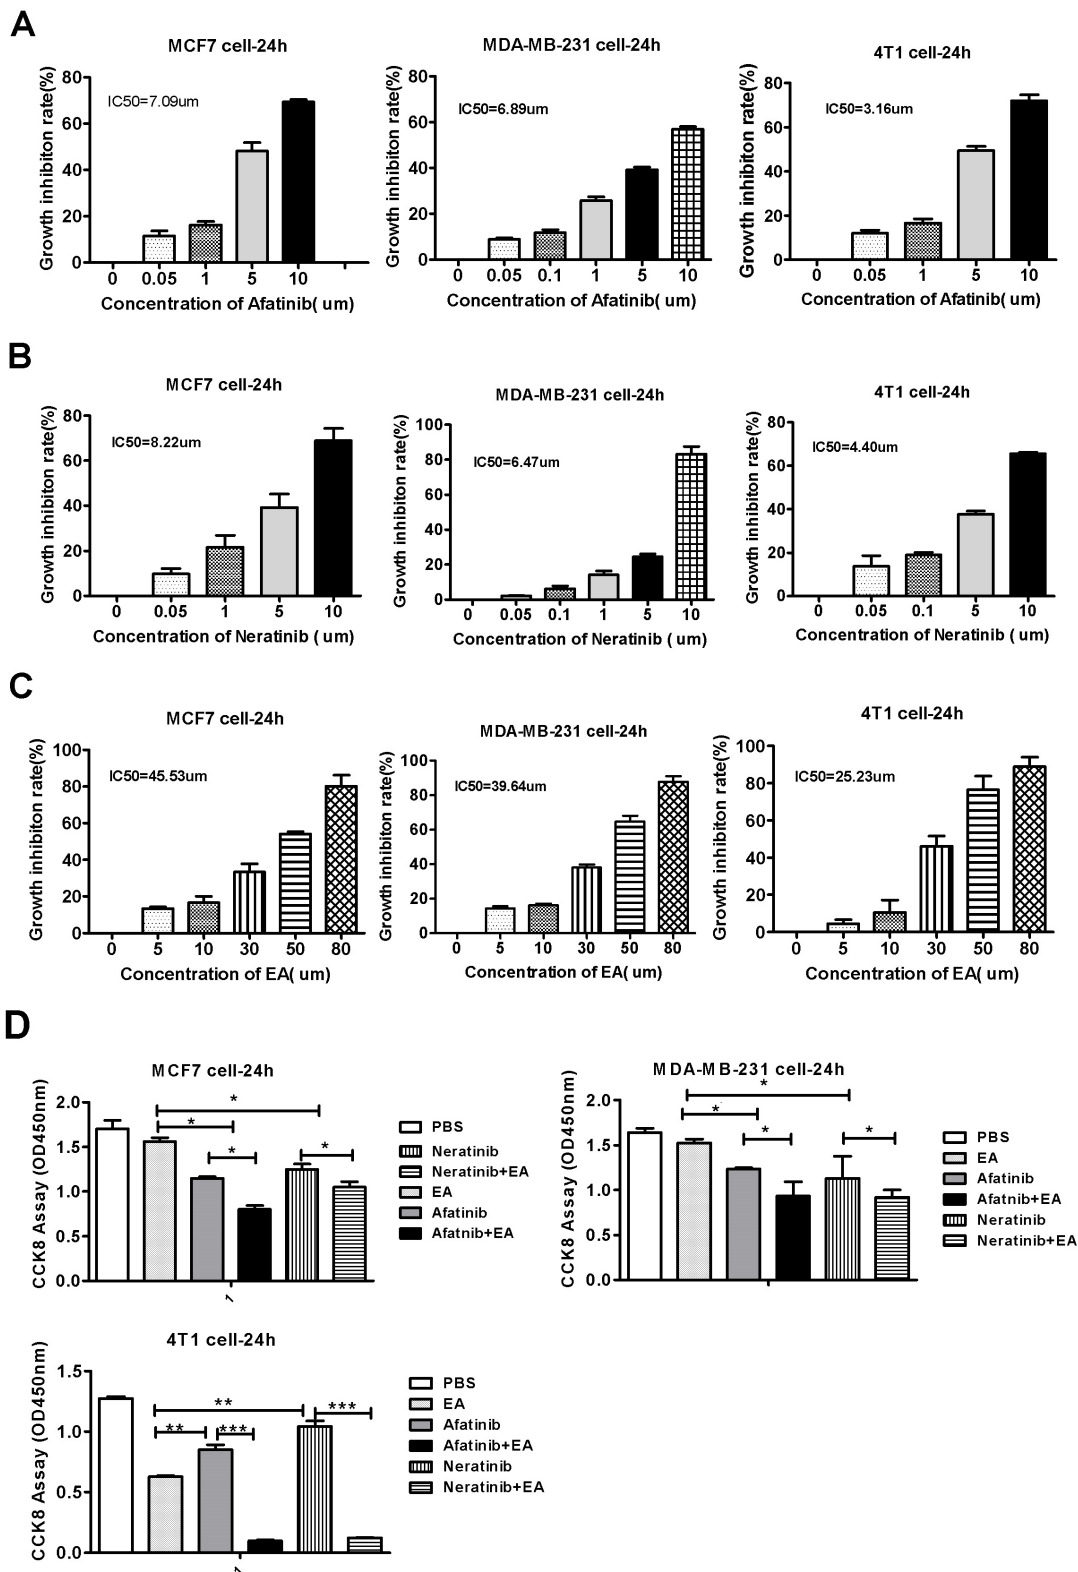 A
MCF7 cell-24h
Growth inhibiton rate(%)
80
60
40
20
0
IC50=7.09um
0 0.05 1 5 10
Concentration of Afatinib( um)
MDA-MB-231 cell-24h
Growth inhibiton rate(%)
80
60
40
20
0
IC50=6.89um
0 0.05 0.1 1 5 10
Concentration of Afatinib( um)
4T1 cell-24h
Growth inhibiton rate(%)
80
60
40
20
0
IC50=3.16um
0 0.05 1 5 10
Concentration of Afatinib( um)
B
MCF7 cell-24h
Growth inhibiton rate(%)
80
60
40
20
0
IC50=8.22um
0 0.05 1 5 10
Concentration of Neratinib ( um)
MDA-MB-231 cell-24h
Growth inhibiton rate(%)
100
80
60
40
20
0
IC50=6.47um
0 0.05 0.1 1 5 10
Concentration of Neratinib( um)
4T1 cell-24h
Growth inhibiton rate(%)
80
60
40
20
0
IC50=4.40um
0 0.05 0.1 5 10
Concentration of Neratinib( um)
C
MCF7 cell-24h
Growth inhibiton rate(%)
100
80
60
40
20
0
IC50=45.53um
0 5 10 30 50 80
Concentration of EA( um)
MDA-MB-231 cell-24h
Growth inhibiton rate(%)
100
80
60
40
20
0
IC50=39.64um
0 5 10 30 50 80
Concentration of EA( um)
4T1 cell-24h
Growth inhibiton rate(%)
100
80
60
40
20
0
IC50=25.23um
0 5 10 30 50 80
Concentration of EA( um)
D
MCF7 cell-24h
CCK8 Assay (OD450nm)
2.0
1.5
1.0
0.5
0.0
*
*
*
*
1
PBS
Neratinib
Neratinib+EA
EA
Afatinib
Afatnib+EA
MDA-MB-231 cell-24h
CCK8 Assay (OD450nm)
2.0
1.5
1.0
0.5
0.0
*
*
*
*
PBS
EA
Afatinib
Afatnib+EA
Neratinib
Neratinib+EA
4T1 cell-24h
CCK8 Assay (OD450nm)
1.5
1.0
0.5
0.0
**
***
**
***
1
PBS
EA
Afatinib
Afatinib+EA
Neratinib
Neratinib+EA